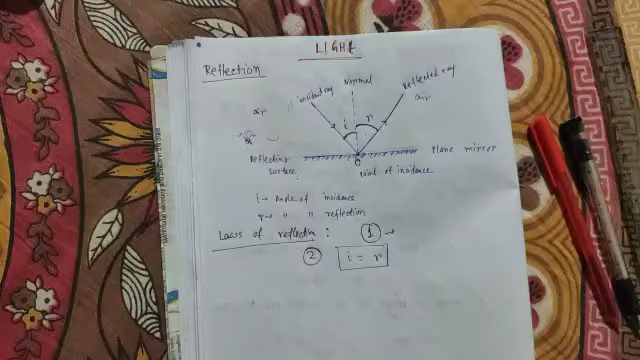 LIGHT
Reflection
incident ray
Normal
Reflected ray
air
air
i
r
Reflecting surface
O
Point of incidence
Plane mirror
i → Angle of incidence
r → " " reflection
Laws of reflection : ① →
② i = r